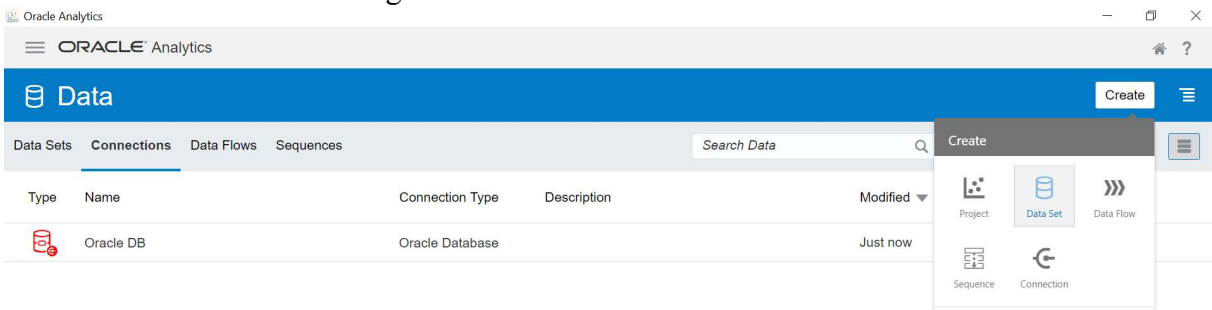 Oracle Analytics
ORACLE Analytics
?
Data
Create
Data Sets Connections Data Flows Sequences
Search Data
Create
Type Name Connection Type Description Modified
Project Data Set Data Flow
Oracle DB Oracle Database Just now
Sequence Connection